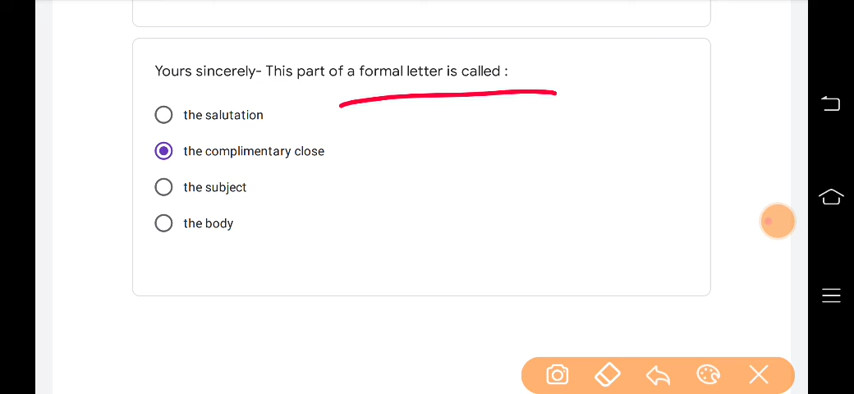 Yours sincerely- This part of a formal letter is called :
the salutation
the complimentary close
the subject
the body